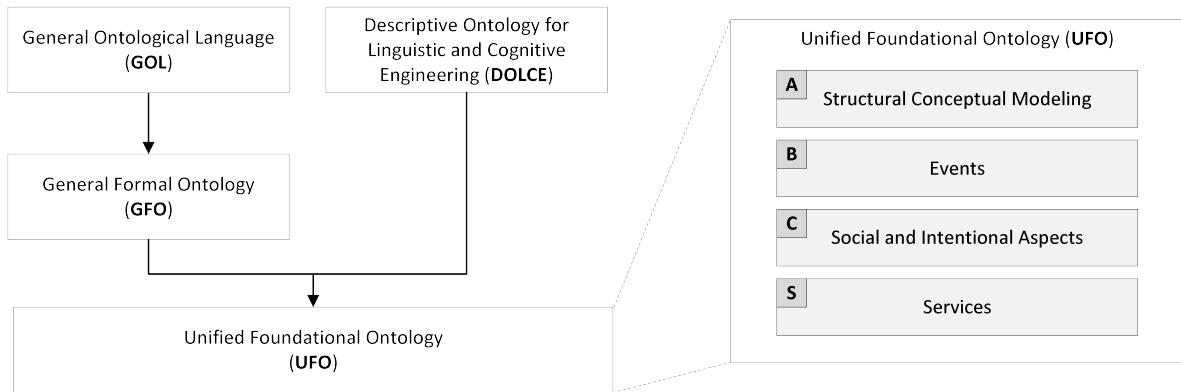 General Ontological Language
(GOL)
Descriptive Ontology for
Linguistic and Cognitive
Engineering (DOLCE)
General Formal Ontology
(GFO)
Unified Foundational Ontology
(UFO)
Unified Foundational Ontology (UFO)
A
Structural Conceptual Modeling
B
Events
C
Social and Intentional Aspects
S
Services